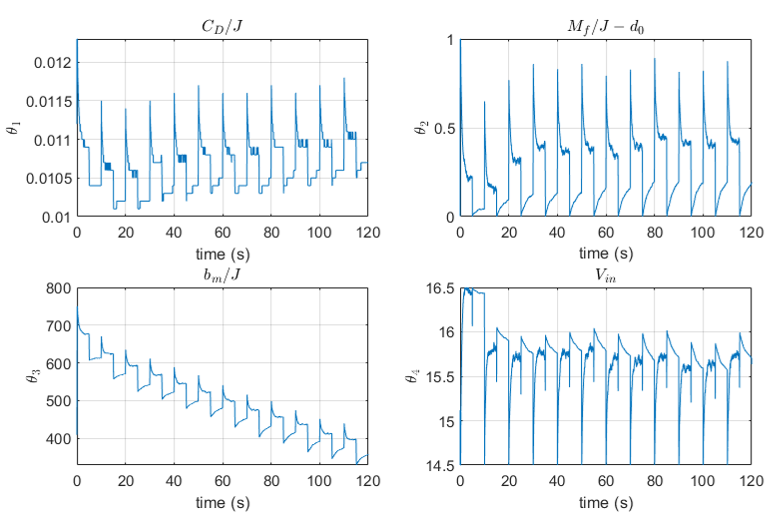 C_D/J
M_f/J − d_0
0.012
0.0115
0.011
0.0105
0.01
θ_1
0 20 40 60 80 100 120
time (s)
1
0.5
0
θ_2
0 20 40 60 80 100 120
time (s)
b_m/J
V_in
800
700
600
500
400
θ_3
0 20 40 60 80 100 120
time (s)
16.5
16
15.5
15
14.5
θ_4
0 20 40 60 80 100 120
time (s)